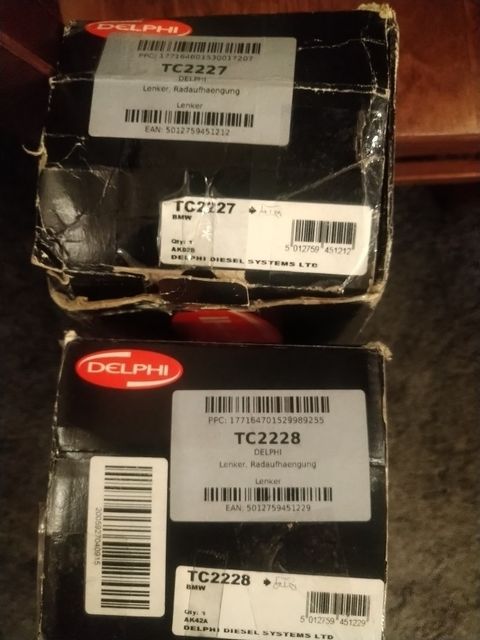 DELPHI
PPC: 177164801530017207
TC2227
DELPHI
Lenker, Radaufhaengung
Lenker
EAN: 5012759451212
TC2227
BMW
Qty: 1
AK82B
5 012759 451212
DELPHI DIESEL SYSTEMS LTD
DELPHI
PPC: 177164701529989255
TC2228
DELPHI
Lenker, Radaufhaengung
Lenker
EAN: 5012759451229
TC2228
BMW
Qty: 1
AK42A
5 012759 451229
DELPHI DIESEL SYSTEMS LTD